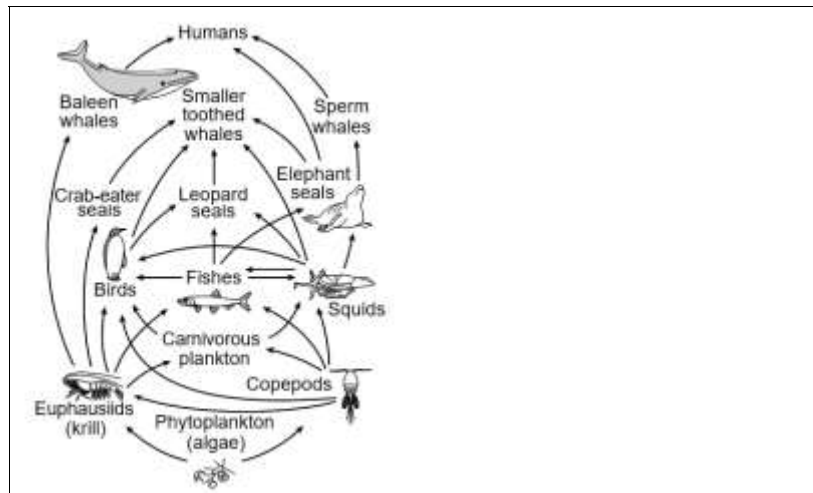 Humans
Baleen
whales
Smaller
toothed
whales
Sperm
whales
Elephant
seals
Crab-eater
seals
Leopard
seals
Birds
Fishes
Squids
Carnivorous
plankton
Copepods
Euphausiids
(krill)
Phytoplankton
(algae)